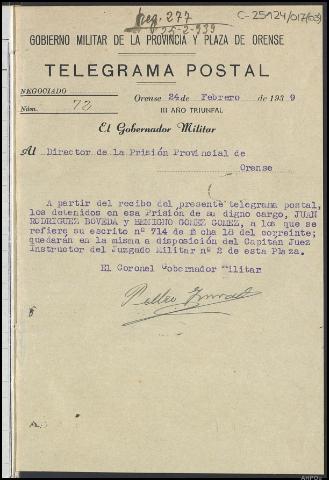 reg. 277
25-2-939
C-25124/017(03)
GOBIERNO MILITAR DE LA PROVINCIA Y PLAZA DE ORENSE
TELEGRAMA POSTAL
NEGOCIADO
Orense 24 de Febrero de 1939
III AÑO TRIUNFAL
Núm. 72
El Gobernador Militar
Al Director de la Prisión Provincial de
Orense
A partir del recibo del presente telegrama postal,
los detenidos en esa Prisión de su digno cargo, JUAN
RODRIGUEZ BOVEDA y BENIGNO GOMEZ GOMEZ, a los que se
refiere su escrito nº 714 de fecha 18 del corriente;
quedarán en la misma a disposición del Capitán Juez
Instructor del Juzgado Militar nº 2 de esta Plaza.
El Coronel Gobernador Militar